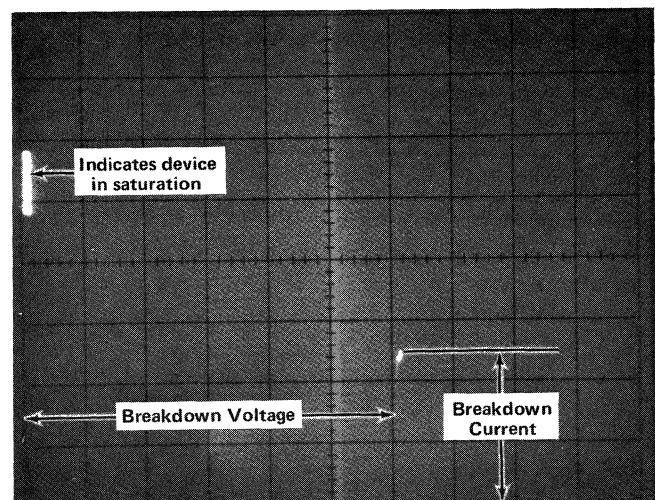 Indicates device
in saturation
Breakdown Voltage
Breakdown
Current